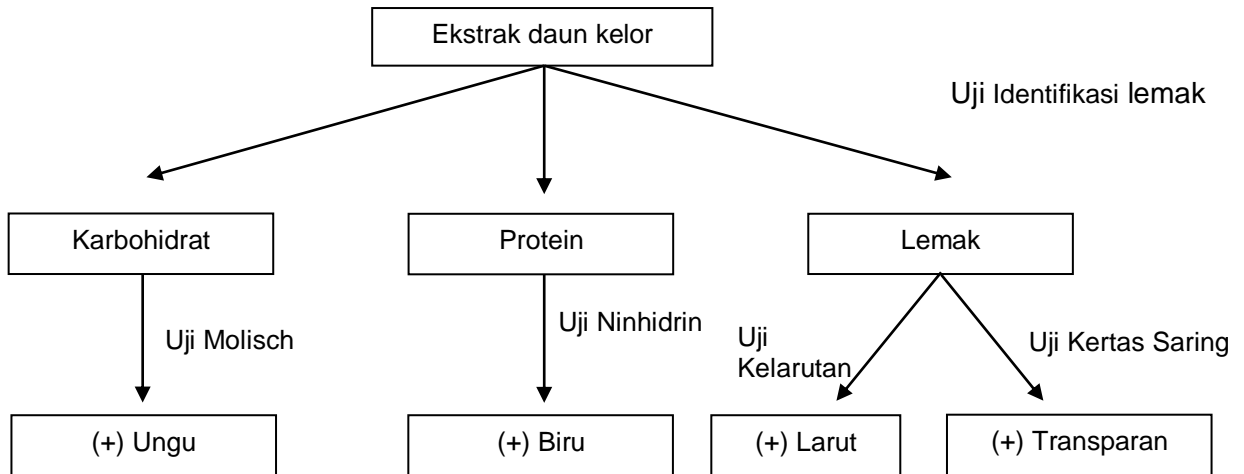 Ekstrak daun kelor
Uji Identifikasi lemak
Karbohidrat
Protein
Lemak
Uji Molisch
Uji Ninhidrin
Uji
Kelarutan
Uji Kertas Saring
(+) Ungu
(+) Biru
(+) Larut
(+) Transparan